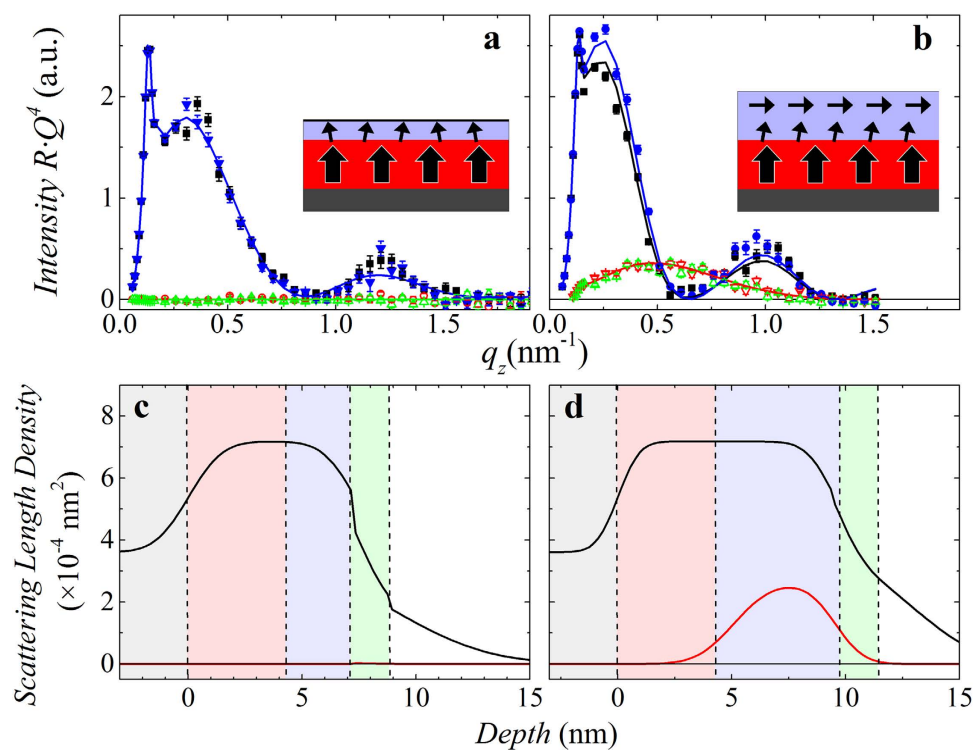 a
b
Intensity R·Q⁴ (a.u.)
3
2
1
0
0.0
0.5
1.0
1.5
0.0
0.5
1.0
1.5
q_z(nm⁻¹)
c
d
Scattering Length Density
(×10⁻⁴ nm²)
8
6
4
2
0
0
5
10
15
0
5
10
15
Depth (nm)